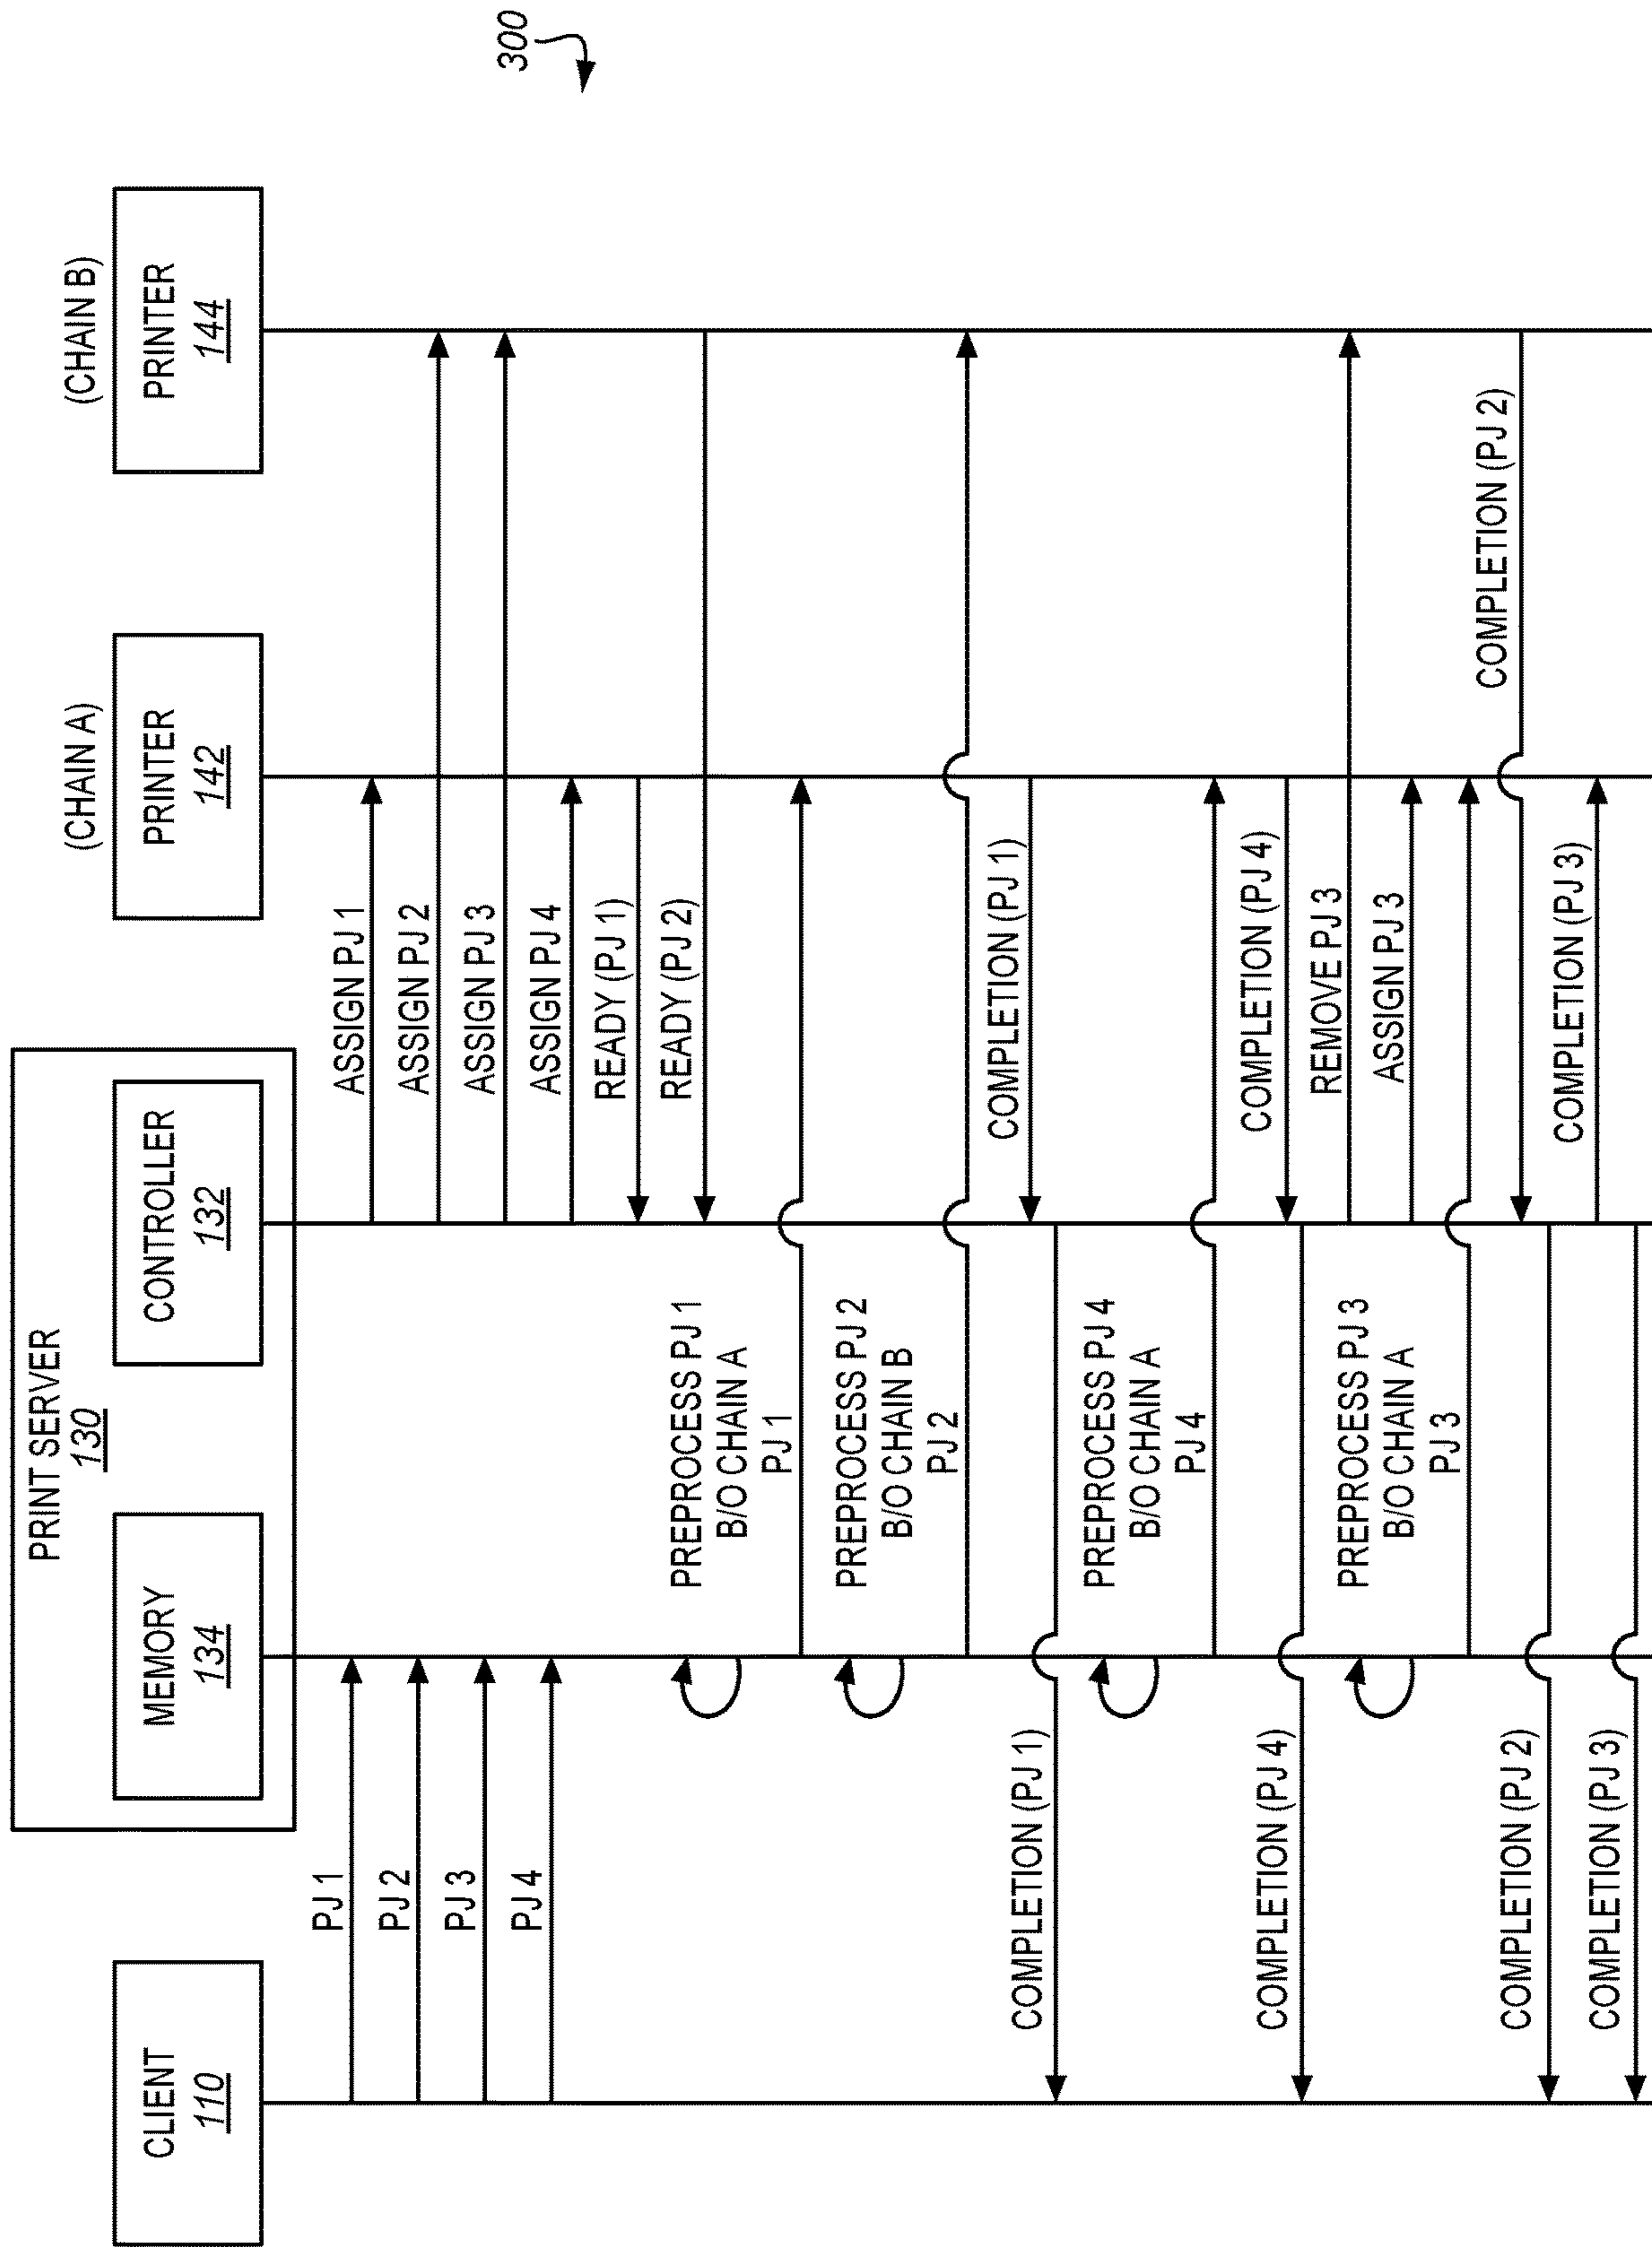 300
PRINT SERVER
130
CLIENT
110
MEMORY
134
CONTROLLER
132
(CHAIN A)
PRINTER
142
(CHAIN B)
PRINTER
144
PJ 1
PJ 2
PJ 3
PJ 4
ASSIGN PJ 1
ASSIGN PJ 2
ASSIGN PJ 3
ASSIGN PJ 4
READY (PJ 1)
READY (PJ 2)
PREPROCESS PJ 1
B/O CHAIN A
PJ 1
PREPROCESS PJ 2
B/O CHAIN B
PJ 2
COMPLETION (PJ 1)
COMPLETION (PJ 1)
PREPROCESS PJ 4
B/O CHAIN A
PJ 4
COMPLETION (PJ 4)
COMPLETION (PJ 4)
REMOVE PJ 3
ASSIGN PJ 3
PREPROCESS PJ 3
B/O CHAIN A
PJ 3
COMPLETION (PJ 2)
COMPLETION (PJ 2)
COMPLETION (PJ 3)
COMPLETION (PJ 3)